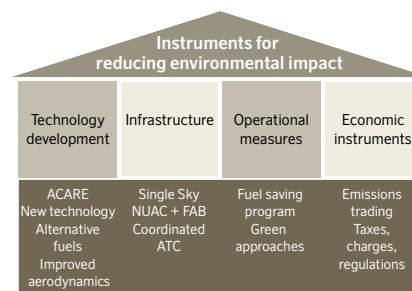 Instruments for
reducing environmental impact
Technology
development
Infrastructure
Operational
measures
Economic
instruments
ACARE
New technology
Alternative
fuels
Improved
aerodynamics
Single Sky
NUAC + FAB
Coordinated
ATC
Fuel saving
program
Green
approaches
Emissions
trading
Taxes,
charges,
regulations